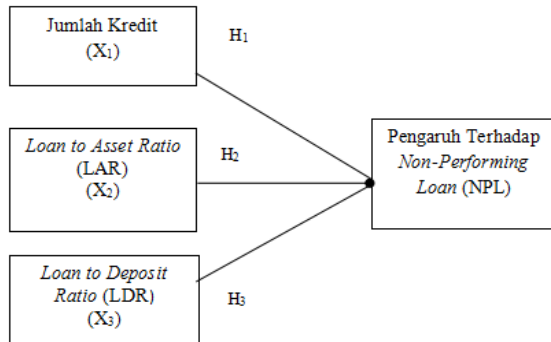 Jumlah Kredit
(X₁)
H₁
Loan to Asset Ratio
(LAR)
(X₂)
H₂
Pengaruh Terhadap
Non-Performing
Loan (NPL)
Loan to Deposit
Ratio (LDR)
(X₃)
H₃